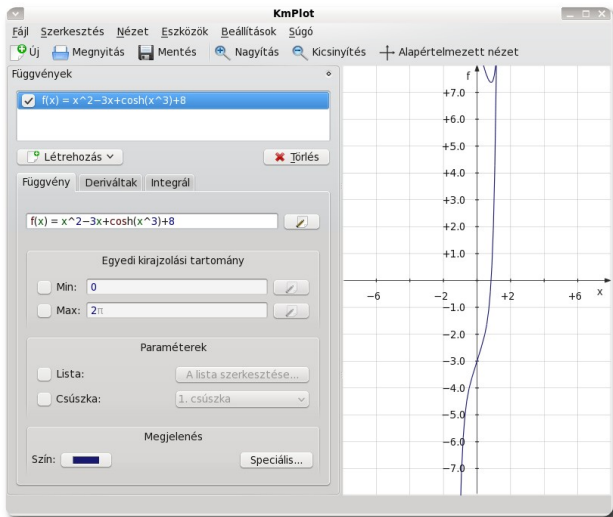 KmPlot
Fájl Szerkesztés Nézet Eszközök Beállítások Súgó
Új Megnyitás Mentés Nagyítás Kicsinyítés Alapértelmezett nézet
Függvények
f(x) = x^2−3x+cosh(x^3)+8
Létrehozás
Törlés
Függvény Deriváltak Integrál
f(x) = x^2−3x+cosh(x^3)+8
Egyedi kirajzolási tartomány
Min: 0
Max: 2π
Paraméterek
Lista: A lista szerkesztése...
Csúszka: 1. csúszka
Megjelenés
Szín: Speciális...
f
+7.0
+6.0
+5.0
+4.0
+3.0
+2.0
+1.0
−6 −2 +2 +6 x
−1.0
−2.0
−3.0
−4.0
−5.0
−6.0
−7.0